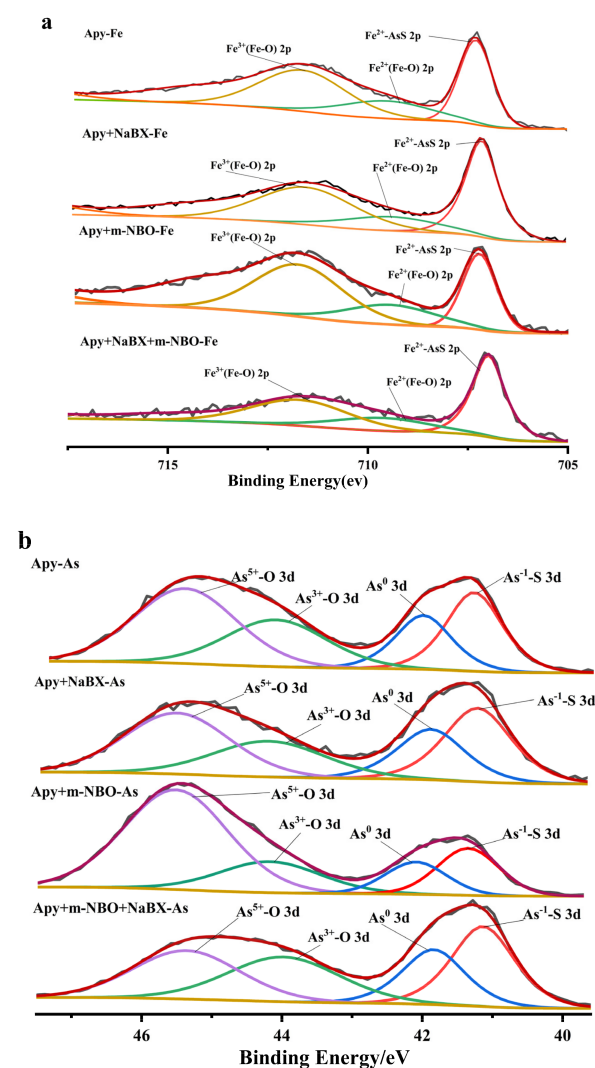 a
Apy-Fe
Fe²⁺-AsS 2p
Fe³⁺(Fe-O) 2p
Fe²⁺(Fe-O) 2p
Apy+NaBX-Fe
Fe²⁺-AsS 2p
Fe³⁺(Fe-O) 2p
Fe²⁺(Fe-O) 2p
Apy+m-NBO-Fe
Fe³⁺(Fe-O) 2p
Fe²⁺-AsS 2p
Fe²⁺(Fe-O) 2p
Apy+NaBX+m-NBO-Fe
Fe²⁺-AsS 2p
Fe³⁺(Fe-O) 2p
Fe²⁺(Fe-O) 2p
715 710 705
Binding Energy(ev)
b
Apy-As
As⁵⁺-O 3d
As³⁺-O 3d
As⁰ 3d
As⁻¹-S 3d
Apy+NaBX-As
As⁵⁺-O 3d
As³⁺-O 3d
As⁰ 3d
As⁻¹-S 3d
Apy+m-NBO-As
As⁵⁺-O 3d
As³⁺-O 3d
As⁰ 3d
As⁻¹-S 3d
Apy+m-NBO+NaBX-As
As⁵⁺-O 3d
As³⁺-O 3d
As⁰ 3d
As⁻¹-S 3d
46 44 42 40
Binding Energy/eV